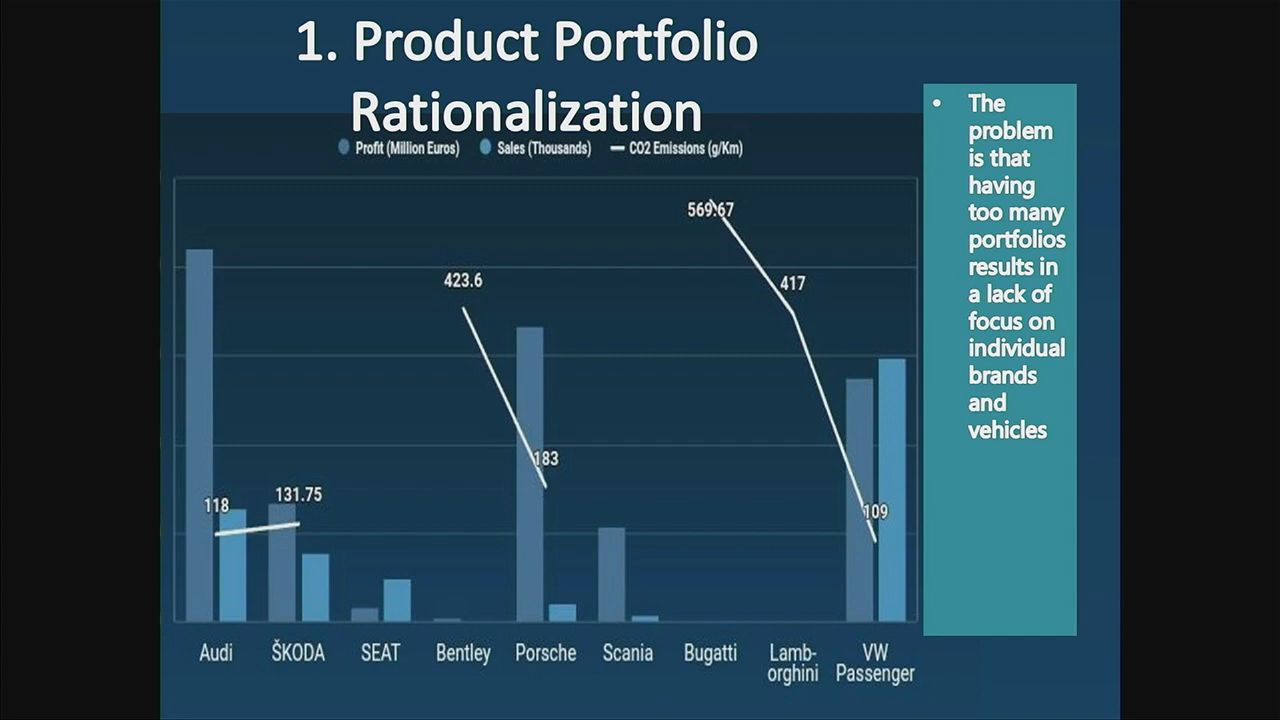 1. Product Portfolio
Rationalization
Profit (Million Euros) Sales (Thousands) CO2 Emissions (g/Km)
569.67
417
423.6
183
131.75
118
109
Audi ŠKODA SEAT Bentley Porsche Scania Bugatti Lamb- VW
orghini Passenger
• The
problem
is that
having
too many
portfolios
results in
a lack of
focus on
individual
brands
and
vehicles